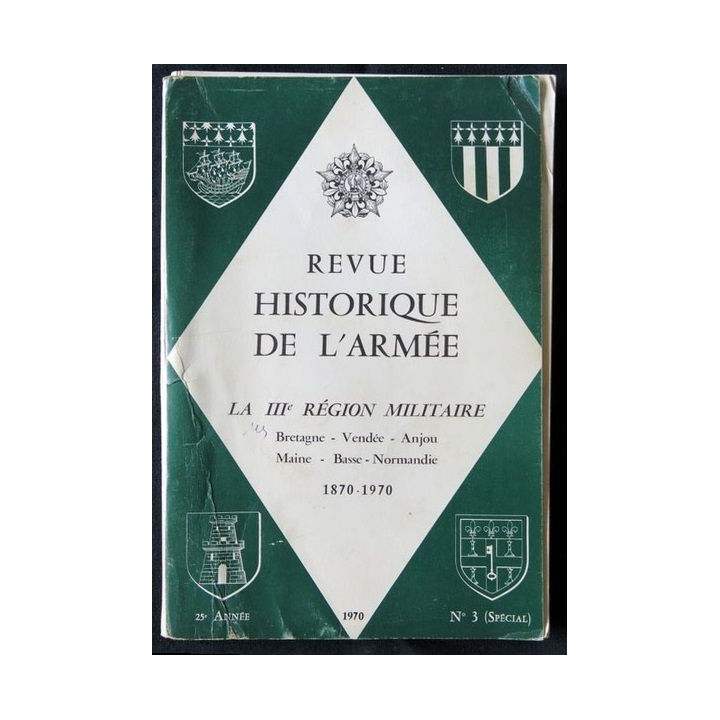 REVUE
HISTORIQUE
DE L'ARMÉE
LA IIIe RÉGION MILITAIRE
Bretagne - Vendée - Anjou
Maine - Basse-Normandie
1870-1970
25e ANNÉE 1970 N° 3 (SPÉCIAL)